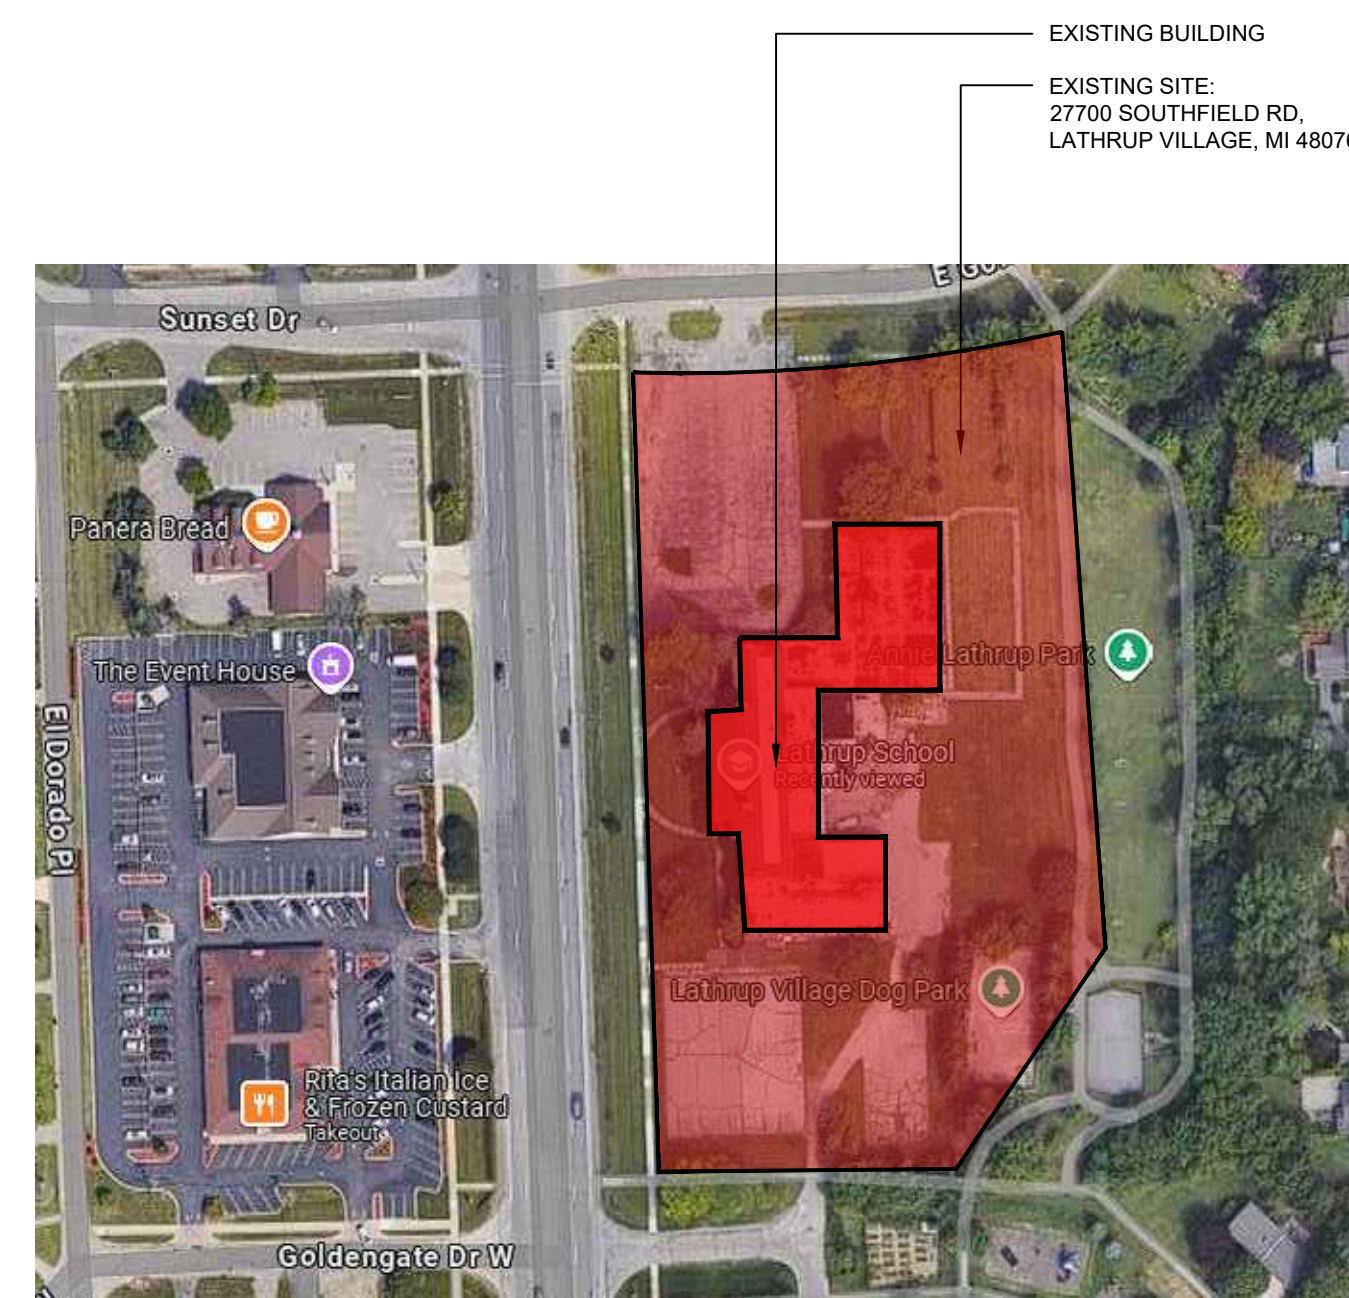 EXISTING BUILDING
EXISTING SITE:
27700 SOUTHFIELD RD,
LATHRUP VILLAGE, MI 48076
Sunset Dr
Panera Bread
The Event House
Annie Lathrup Park
El Dorado Pl
Lathrup School
Recently viewed
Lathrup Village Dog Park
Rita's Italian Ice
& Frozen Custard
Takeout
Goldengate Dr W